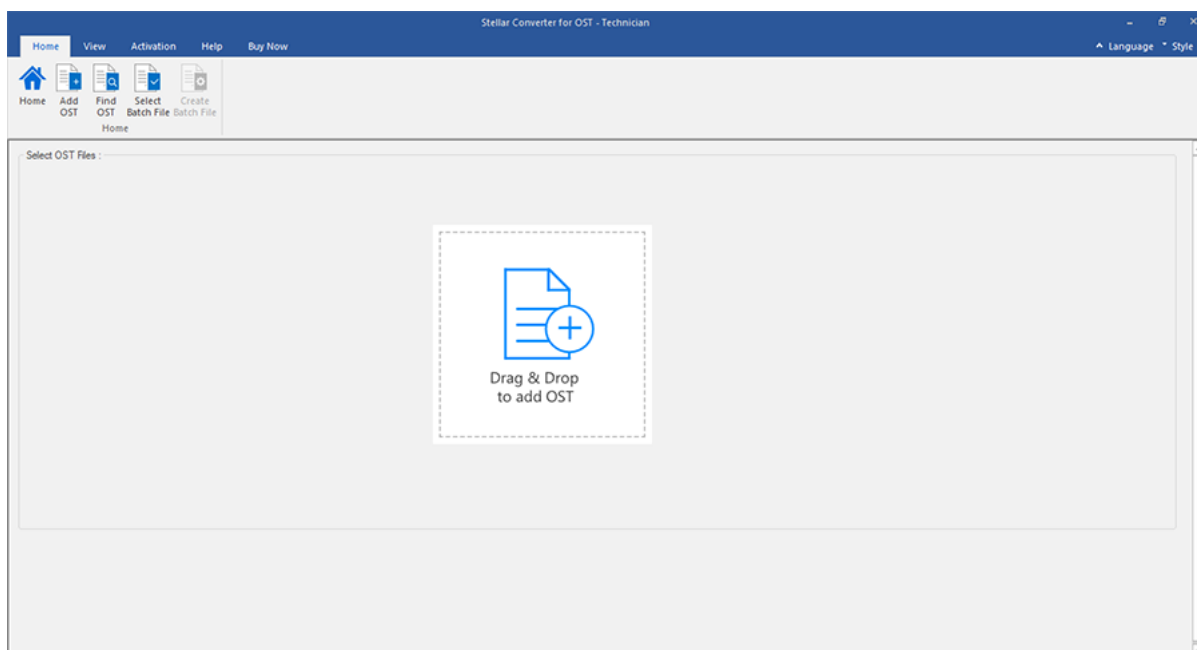 Stellar Converter for OST - Technician
Home View Activation Help Buy Now Language Style
Home Add Find Select Create
OST OST Batch File Batch File
Home
Select OST Files :
Drag & Drop
to add OST